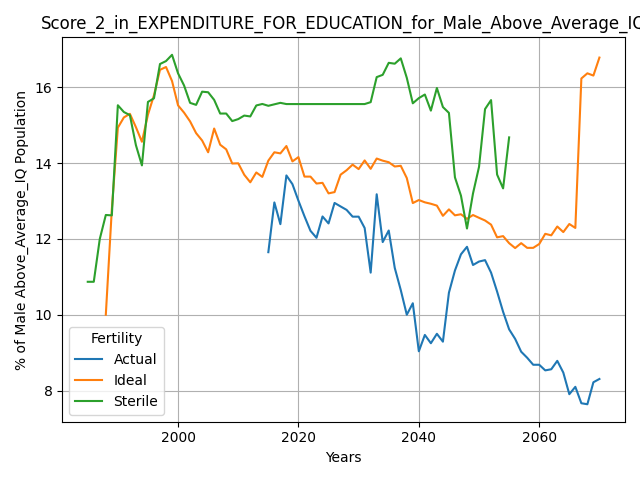 Score_2_in_EXPENDITURE_FOR_EDUCATION_for_Male_Above_Average_IQ
% of Male Above_Average_IQ Population
16
14
12
10
8
Fertility
Actual
Ideal
Sterile
2000 2020 2040 2060
Years